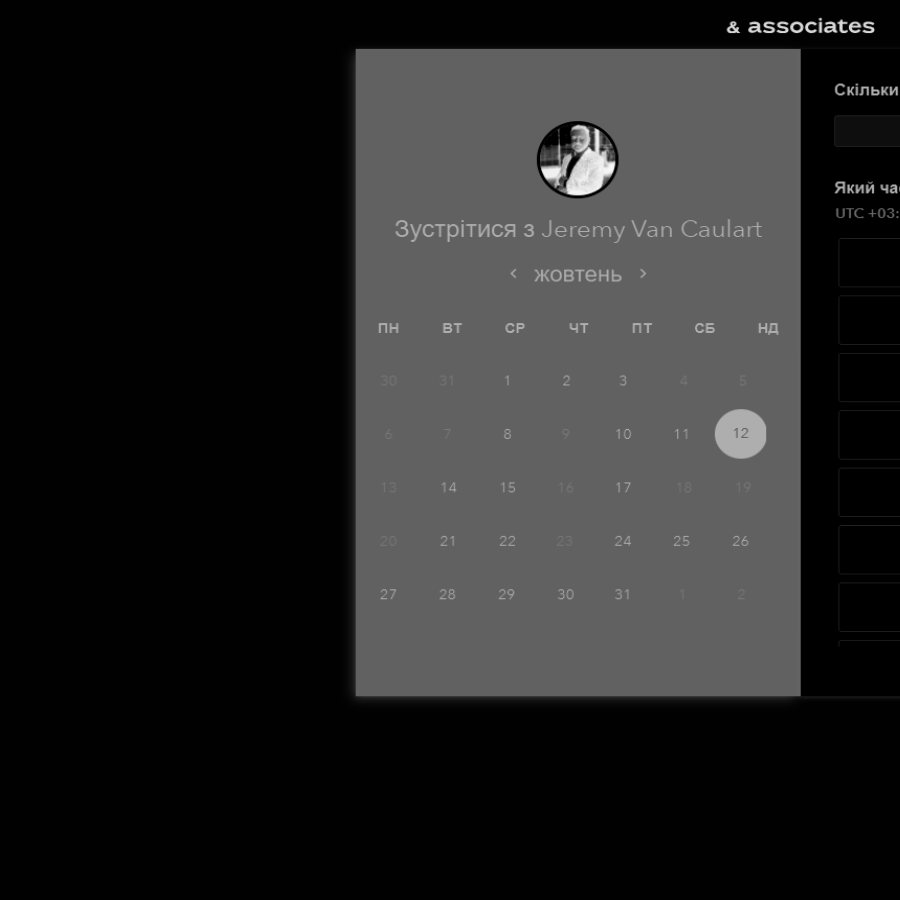 & associates
Зустрітися з Jeremy Van Caulart
жовтень
ПН ВТ СР ЧТ ПТ СБ НД
30 31 1 2 3 4 5
6 7 8 9 10 11 12
13 14 15 16 17 18 19
20 21 22 23 24 25 26
27 28 29 30 31 1 2
Скільки
Який
UTC +03: